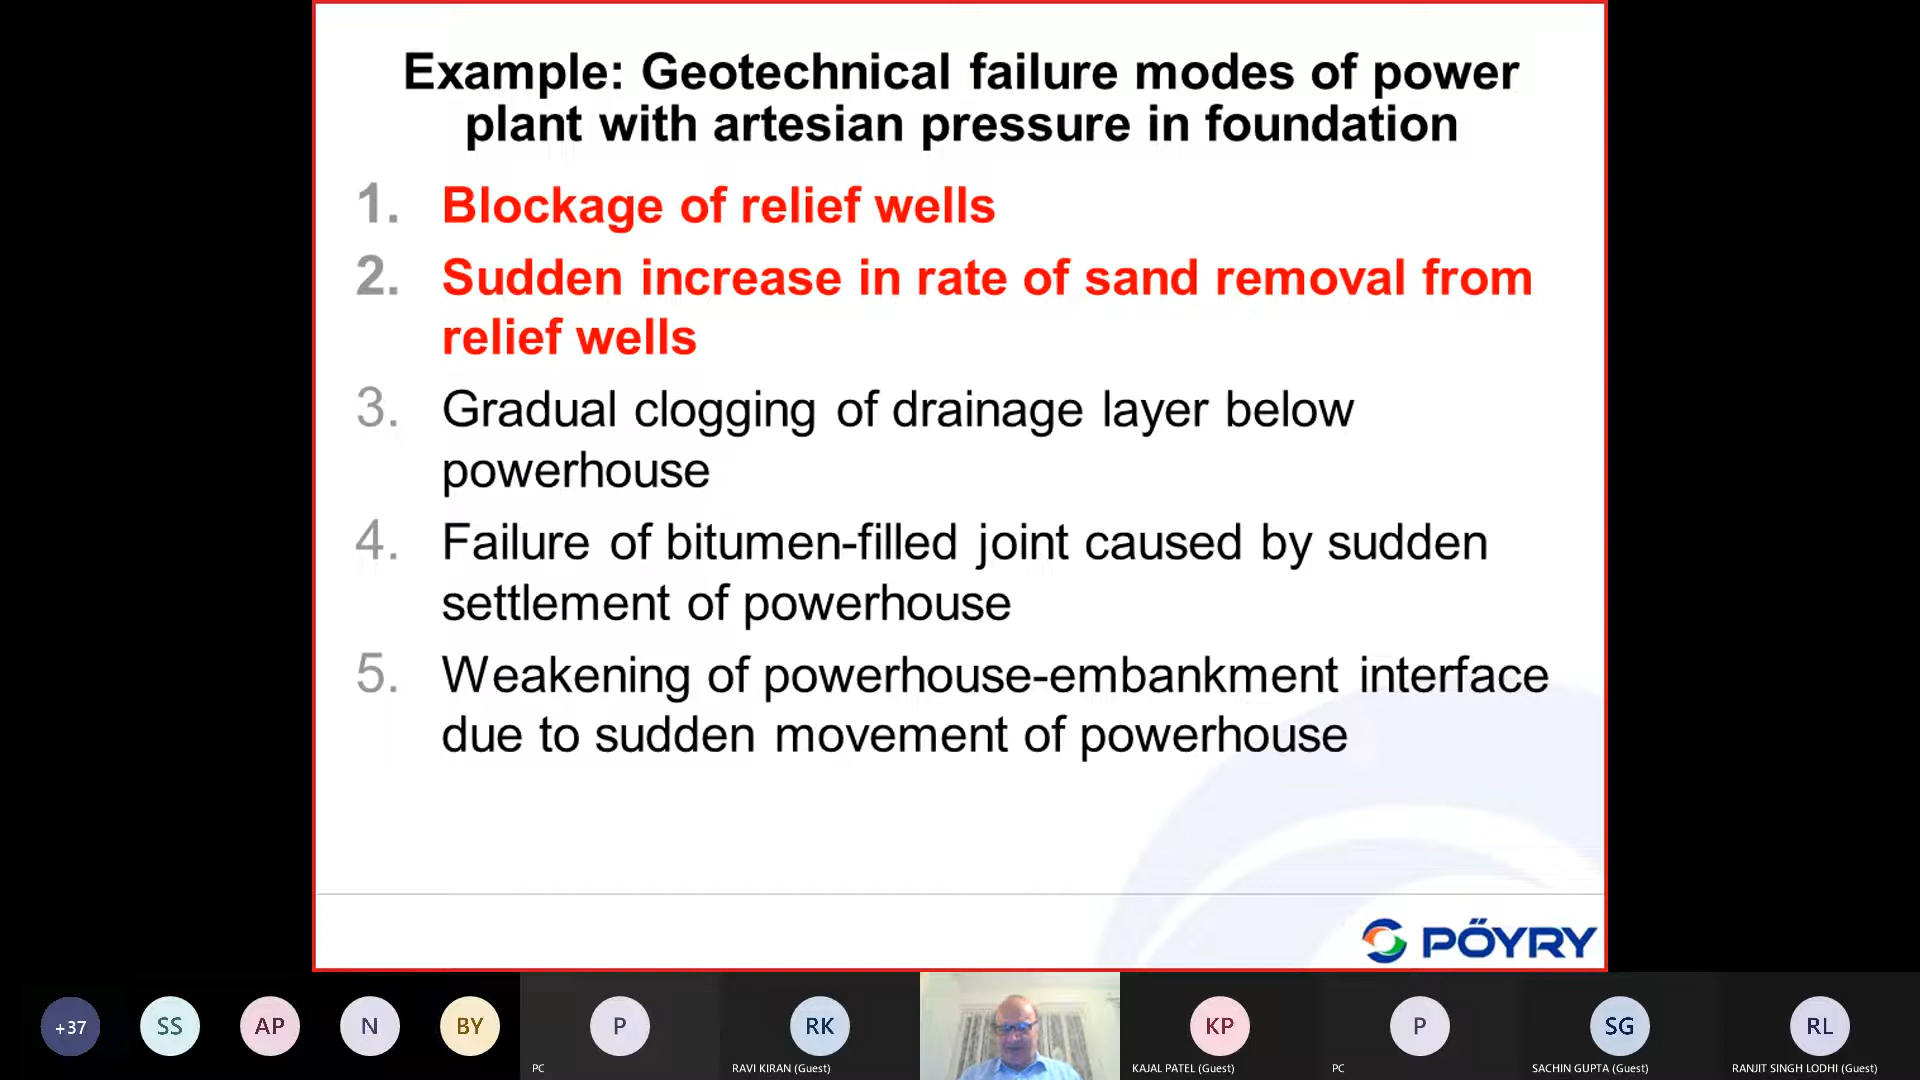 Example: Geotechnical failure modes of power
plant with artesian pressure in foundation
1. Blockage of relief wells
2. Sudden increase in rate of sand removal from
relief wells
3. Gradual clogging of drainage layer below
powerhouse
4. Failure of bitumen-filled joint caused by sudden
settlement of powerhouse
5. Weakening of powerhouse-embankment interface
due to sudden movement of powerhouse
PÖYRY
+37 SS AP N BY P RK KP P SG RL
PC RAVI KIRAN (Guest) KAJAL PATEL (Guest) PC SACHIN GUPTA (Guest) RANJIT SINGH LODHI (Guest)